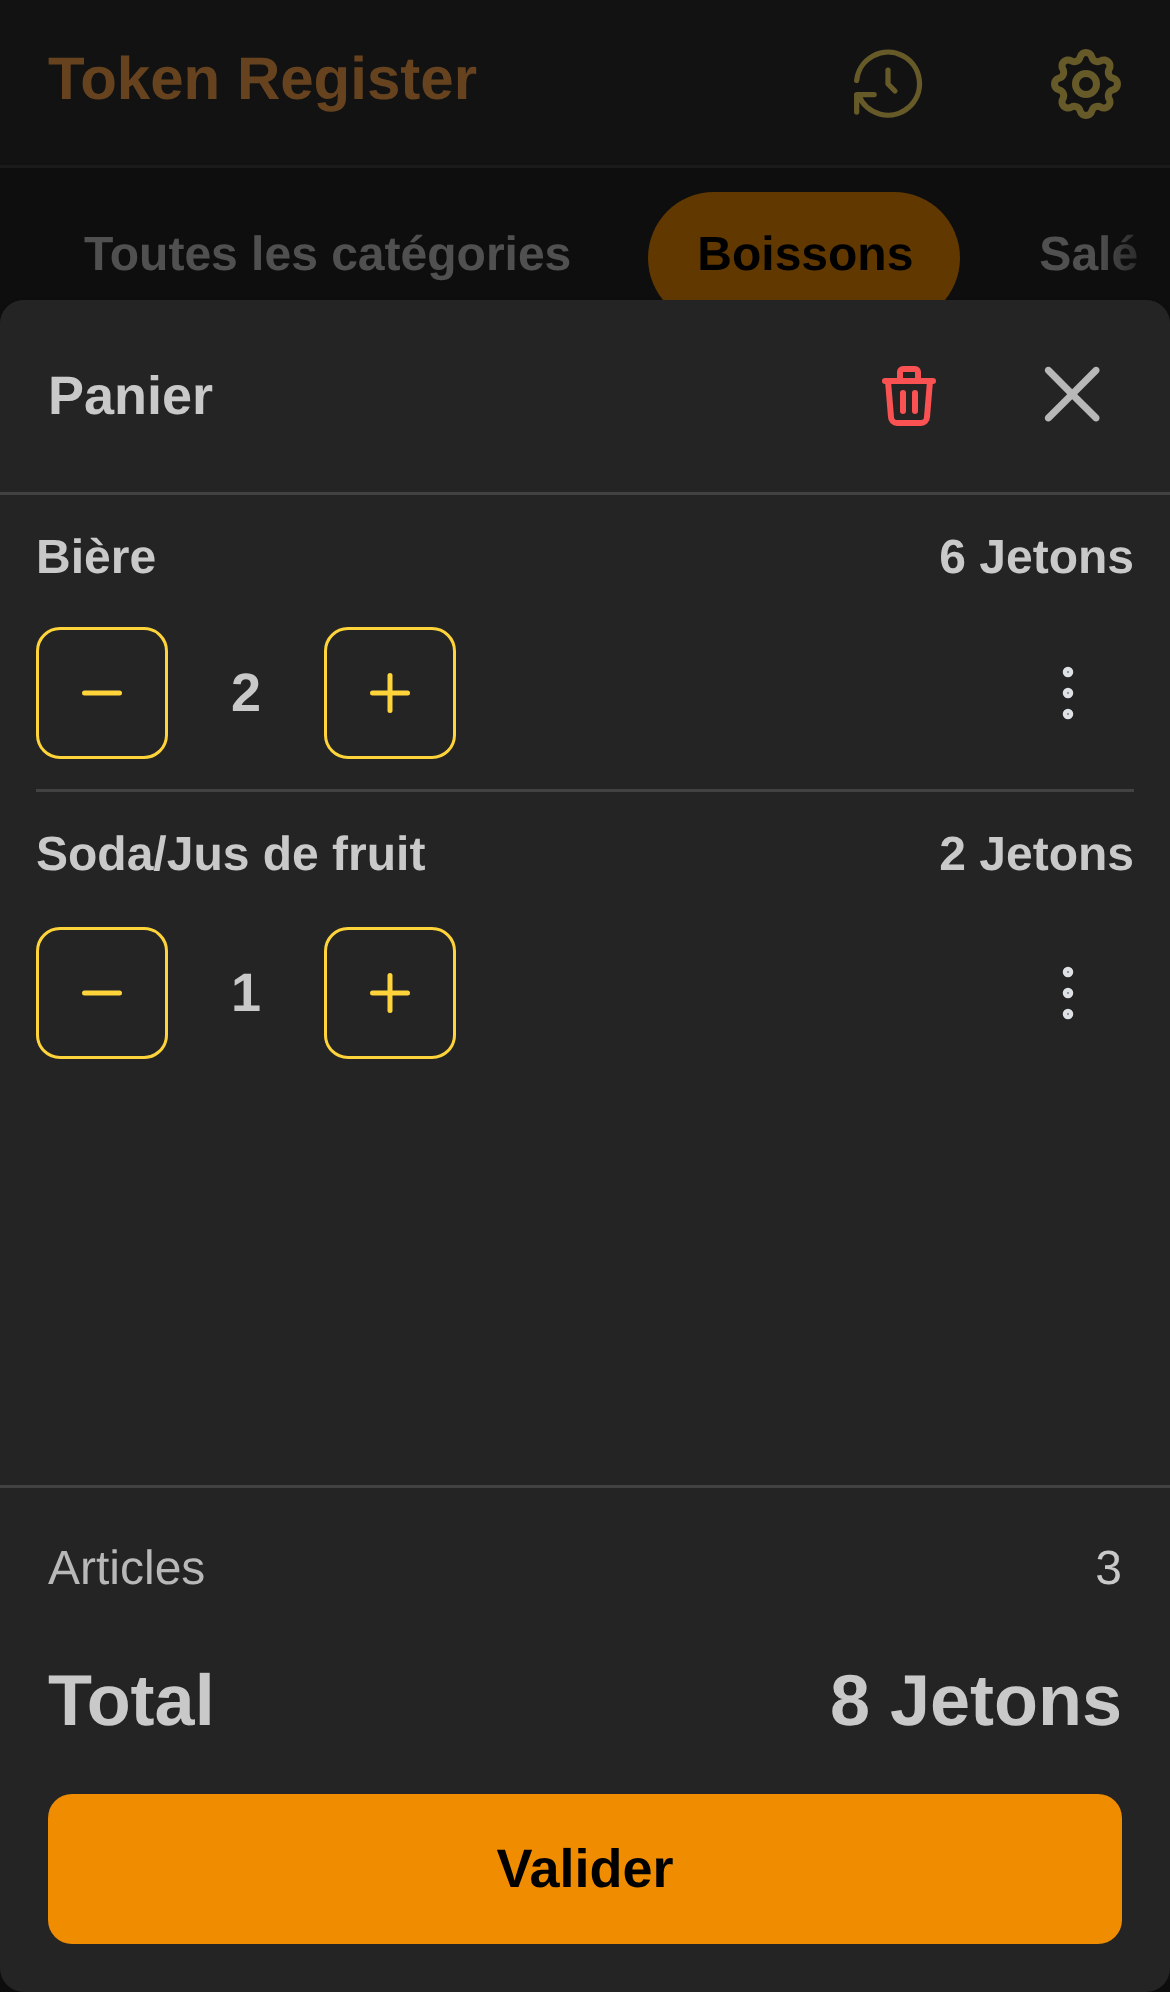 Token Register
Toutes les catégories Boissons Salé
Panier
Bière 6 Jetons
2
Soda/Jus de fruit 2 Jetons
1
Articles 3
Total 8 Jetons
Valider